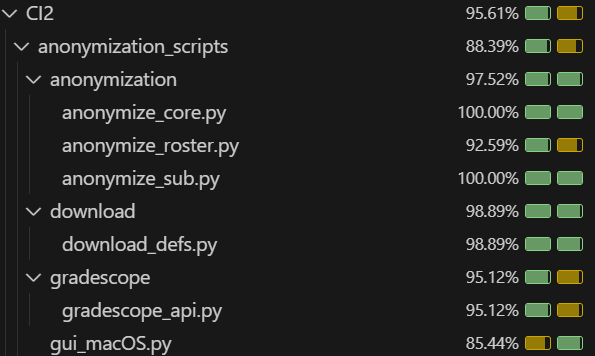 CI2 95.61%
anonymization_scripts 88.39%
anonymization 97.52%
anonymize_core.py 100.00%
anonymize_roster.py 92.59%
anonymize_sub.py 100.00%
download 98.89%
download_defs.py 98.89%
gradescope 95.12%
gradescope_api.py 95.12%
gui_macOS.py 85.44%